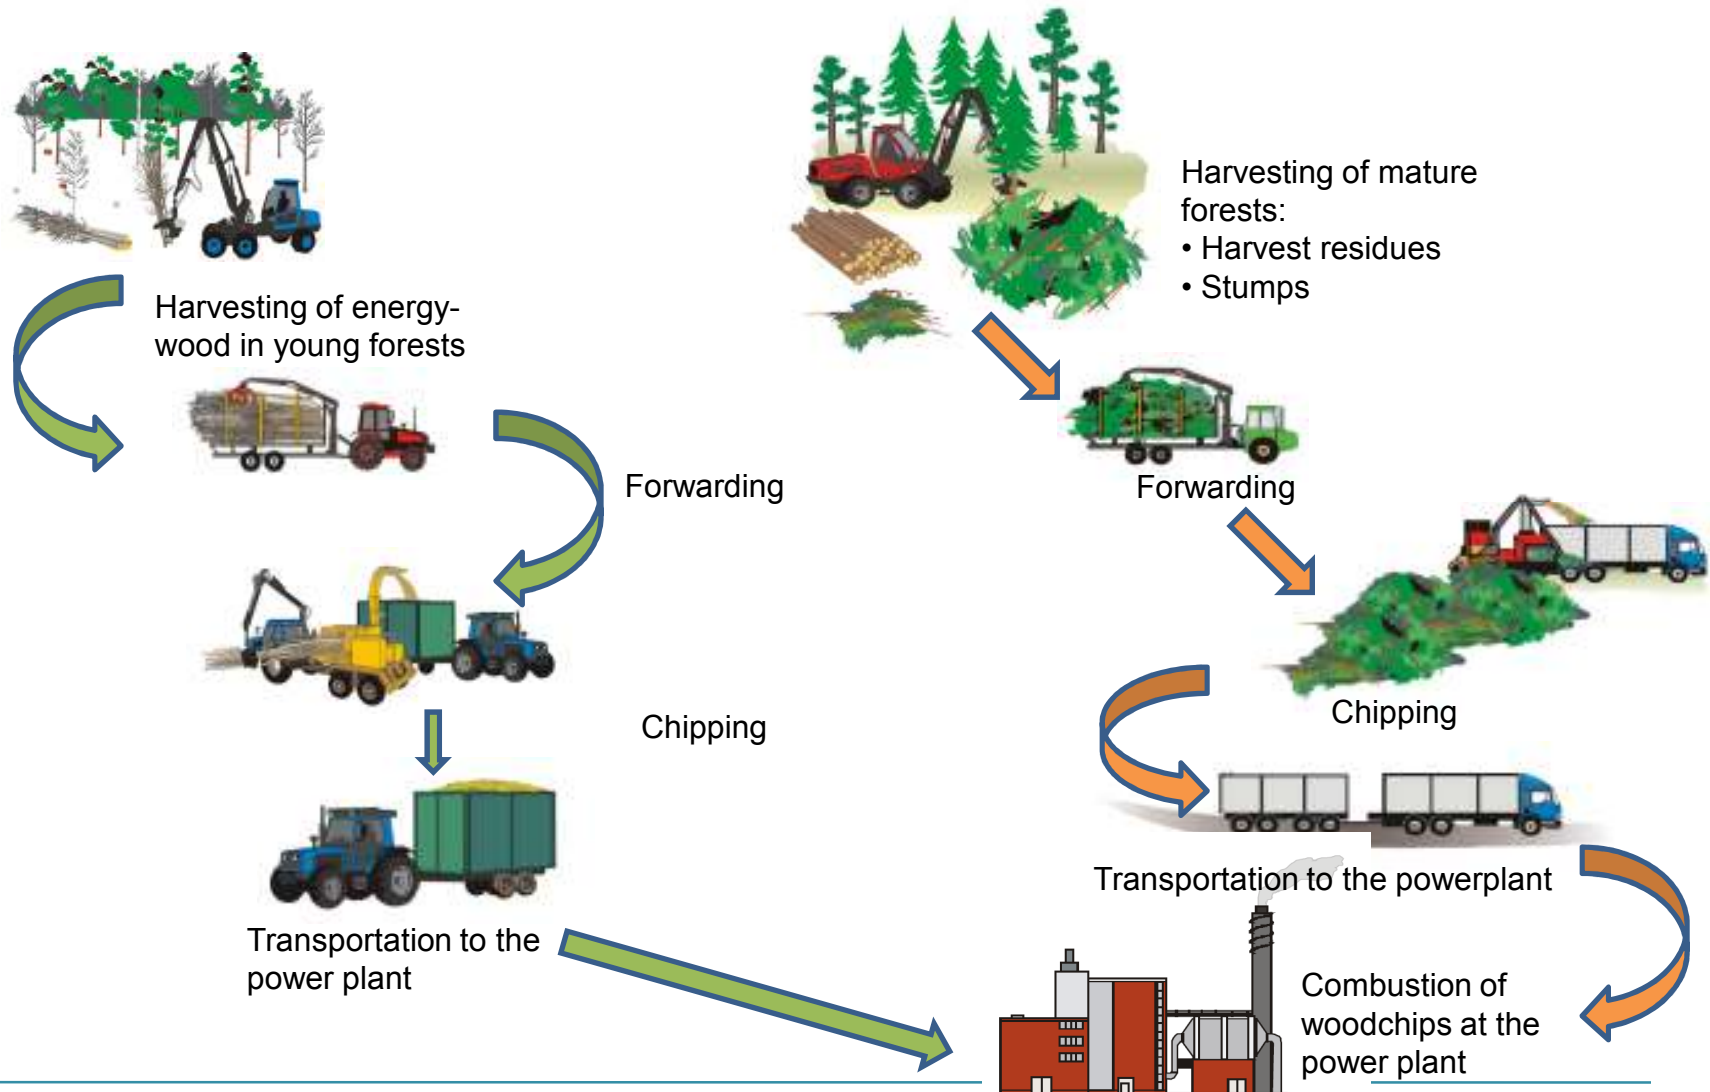 Harvesting of energy-
wood in young forests
Forwarding
Chipping
Transportation to the
power plant
Harvesting of mature
forests:
• Harvest residues
• Stumps
Forwarding
Chipping
Transportation to the powerplant
Combustion of
woodchips at the
power plant